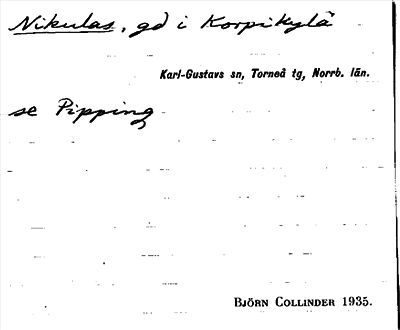 Nikulas, gd i Korpikylä
Karl-Gustavs sn, Torneå tg, Norrb. län.
se Pipping
BJÖRN COLLINDER 1935.